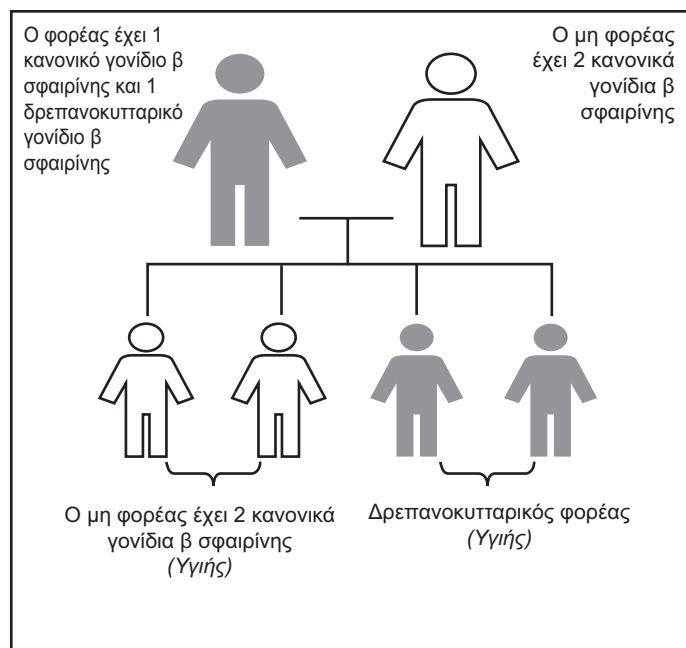 Ο φορέας έχει 1
κανονικό γονίδιο β
σφαιρίνης και 1
δρεπανοκυτταρικό
γονίδιο β
σφαιρίνης
Ο μη φορέας
έχει 2 κανονικά
γονίδια β
σφαιρίνης
Ο μη φορέας έχει 2 κανονικά
γονίδια β σφαιρίνης
(Υγιής)
Δρεπανοκυτταρικός φορέας
(Υγιής)